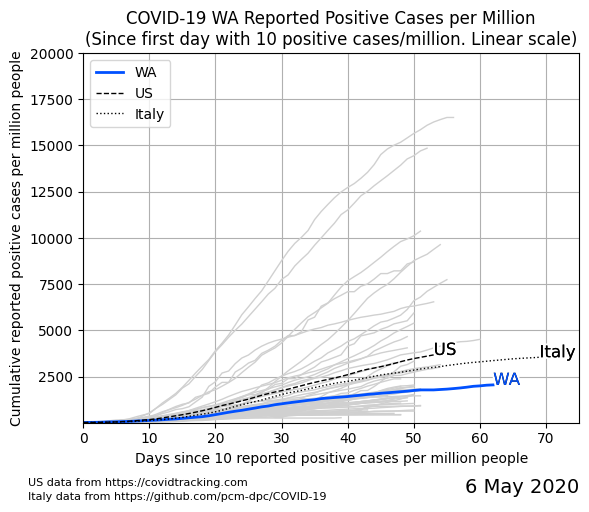 COVID-19 WA Reported Positive Cases per Million
(Since first day with 10 positive cases/million. Linear scale)
Cumulative reported positive cases per million people
20000
17500
15000
12500
10000
7500
5000
2500
WA
US
Italy
US
Italy
WA
0
10
20
30
40
50
60
70
Days since 10 reported positive cases per million people
US data from https://covidtracking.com
Italy data from https://github.com/pcm-dpc/COVID-19
6 May 2020